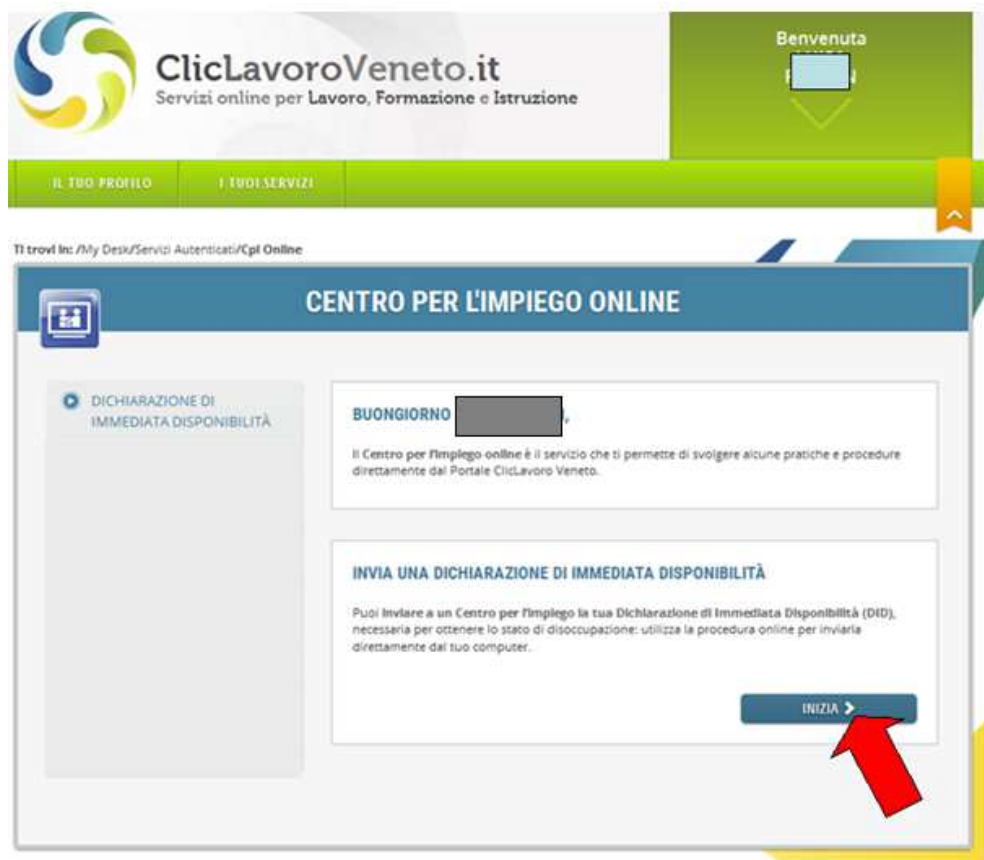 ClicLavoroVeneto.it
Servizi online per Lavoro, Formazione e Istruzione
Benvenuta
IL TUO PROFILO
I TUOI SERVIZI
Ti trovi in: /My Desk/Servizi Autenticati/CpI Online
CENTRO PER L'IMPIEGO ONLINE
DICHIARAZIONE DI
IMMEDIATA DISPONIBILITÀ
BUONGIORNO
Il Centro per l'Impiego online è il servizio che ti permette di svolgere alcune pratiche e procedure
direttamente dal Portale ClicLavoro Veneto.
INVIA UNA DICHIARAZIONE DI IMMEDIATA DISPONIBILITÀ
Puoi inviare a un Centro per l'Impiego la tua Dichiarazione di Immediata Disponibilità (DID),
necessaria per ottenere lo stato di disoccupazione: utilizza la procedura online per inviarla
direttamente dal tuo computer.
INIZIA